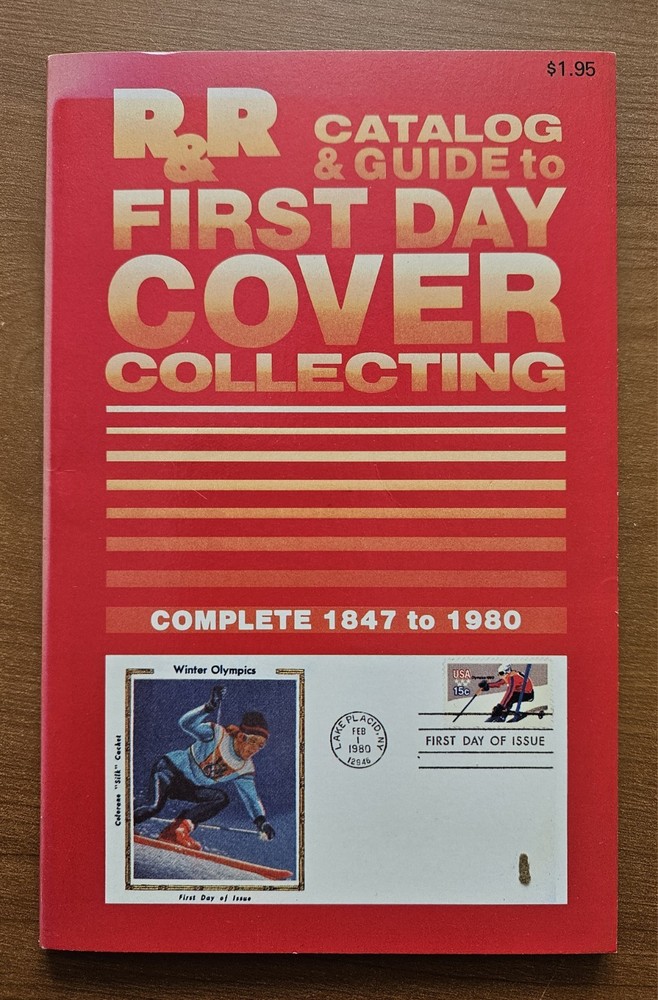 $1.95
R&R
CATALOG
& GUIDE to
FIRST DAY
COVER
COLLECTING
COMPLETE 1847 to 1980
Winter Olympics
Colorano "Silk" Cachet
First Day of Issue
LAKE PLACID, NY
FEB
1
1980
12946
USA
15c
FIRST DAY OF ISSUE